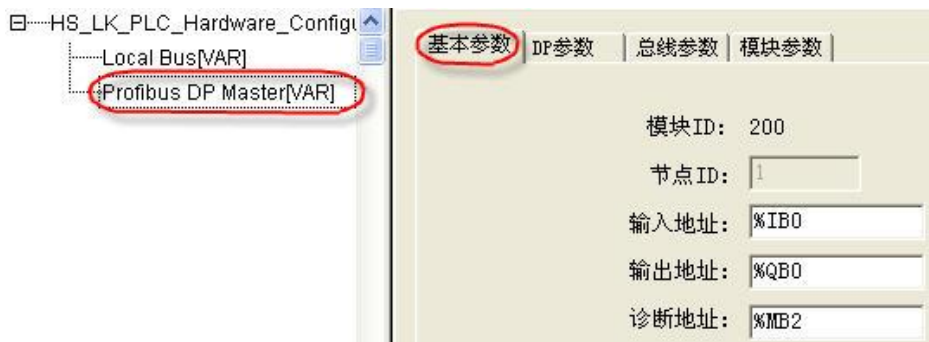 HS_LK_PLC_Hardware_Config
Local Bus[VAR]
Profibus DP Master[VAR]
基本参数 DP参数 总线参数 模块参数
模块ID: 200
节点ID: 1
输入地址: %IB0
输出地址: %QB0
诊断地址: %MB2